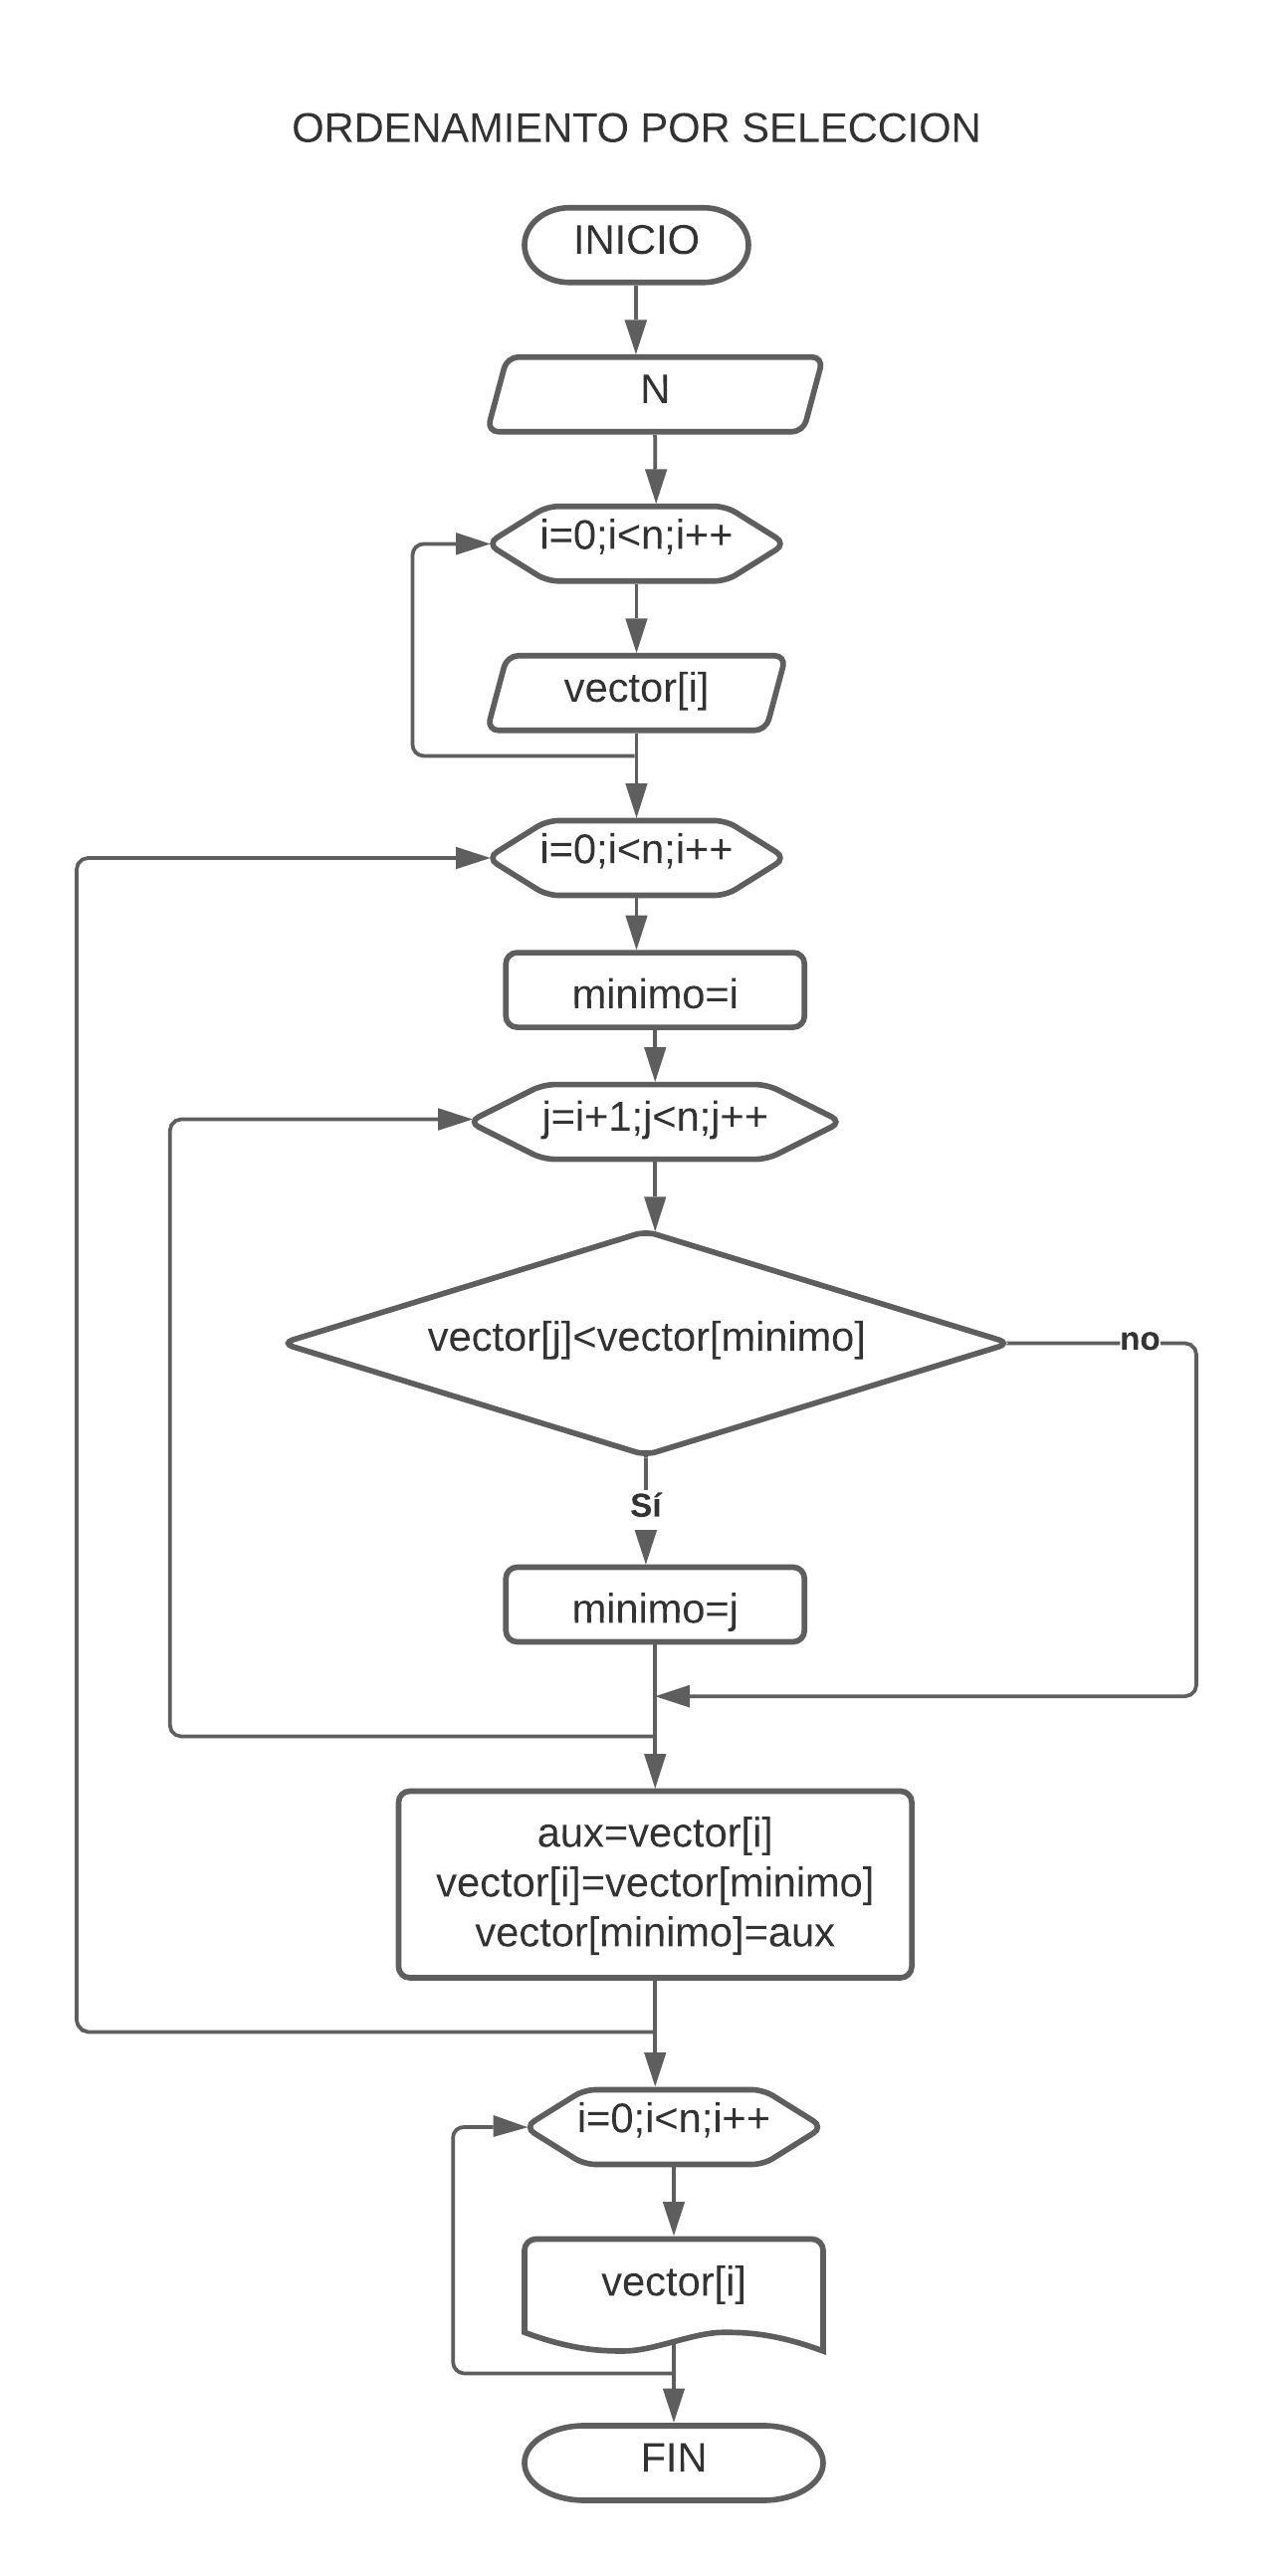 ORDENAMIENTO POR SELECCION
INICIO
N
i=0;i<n;i++
vector[i]
i=0;i<n;i++
minimo=i
j=i+1;j<n;j++
vector[j]<vector[minimo]
no
Sí
minimo=j
aux=vector[i]
vector[i]=vector[minimo]
vector[minimo]=aux
i=0;i<n;i++
vector[i]
FIN